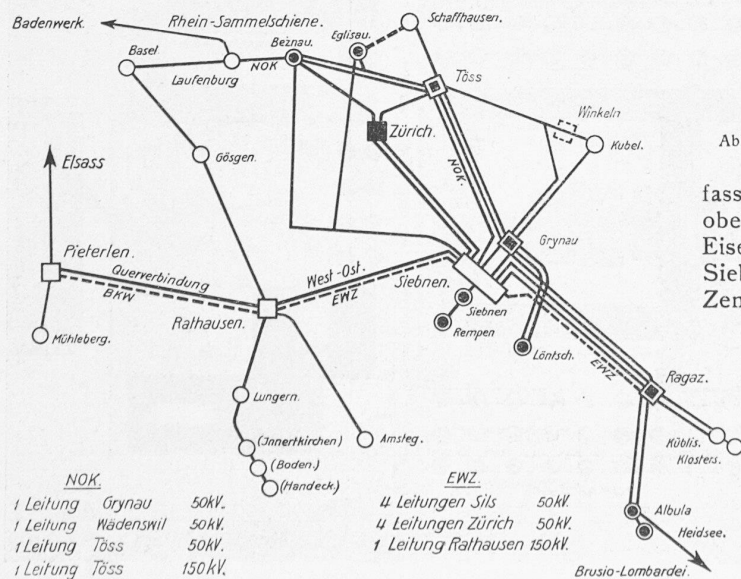 Badenwerk.
Rhein-Sammelschiene.
Schaffhausen.
Basel.
Laufenburg
NOK
Beznau.
Eglisau.
Töss
Winkeln
Zürich.
Kubel.
Gösgen.
NOK.
Elsass
Grynau
Pieterlen.
Querverbindung
BKW
West-Ost.
EWZ
Siebnen.
Siebnen
Rempen
Rathausen.
Mühleberg.
Löntsch.
EWZ
Ragaz.
Lungern.
(Innertkirchen)
(Boden.)
(Handeck.)
Amsteg.
Küblis.
Klosters.
Albula
Heidsee.
Brusio-Lombardei.
NOK.
1 Leitung Grynau 50kV.
1 Leitung Wädenswil 50kV.
1 Leitung Töss 50kV.
1 Leitung Töss 150kV.
EWZ.
4 Leitungen Sils 50kV.
4 Leitungen Zürich 50kV.
1 Leitung Rathausen 150kV.
Ab
fass
obe
Eise
Sieb
Zen